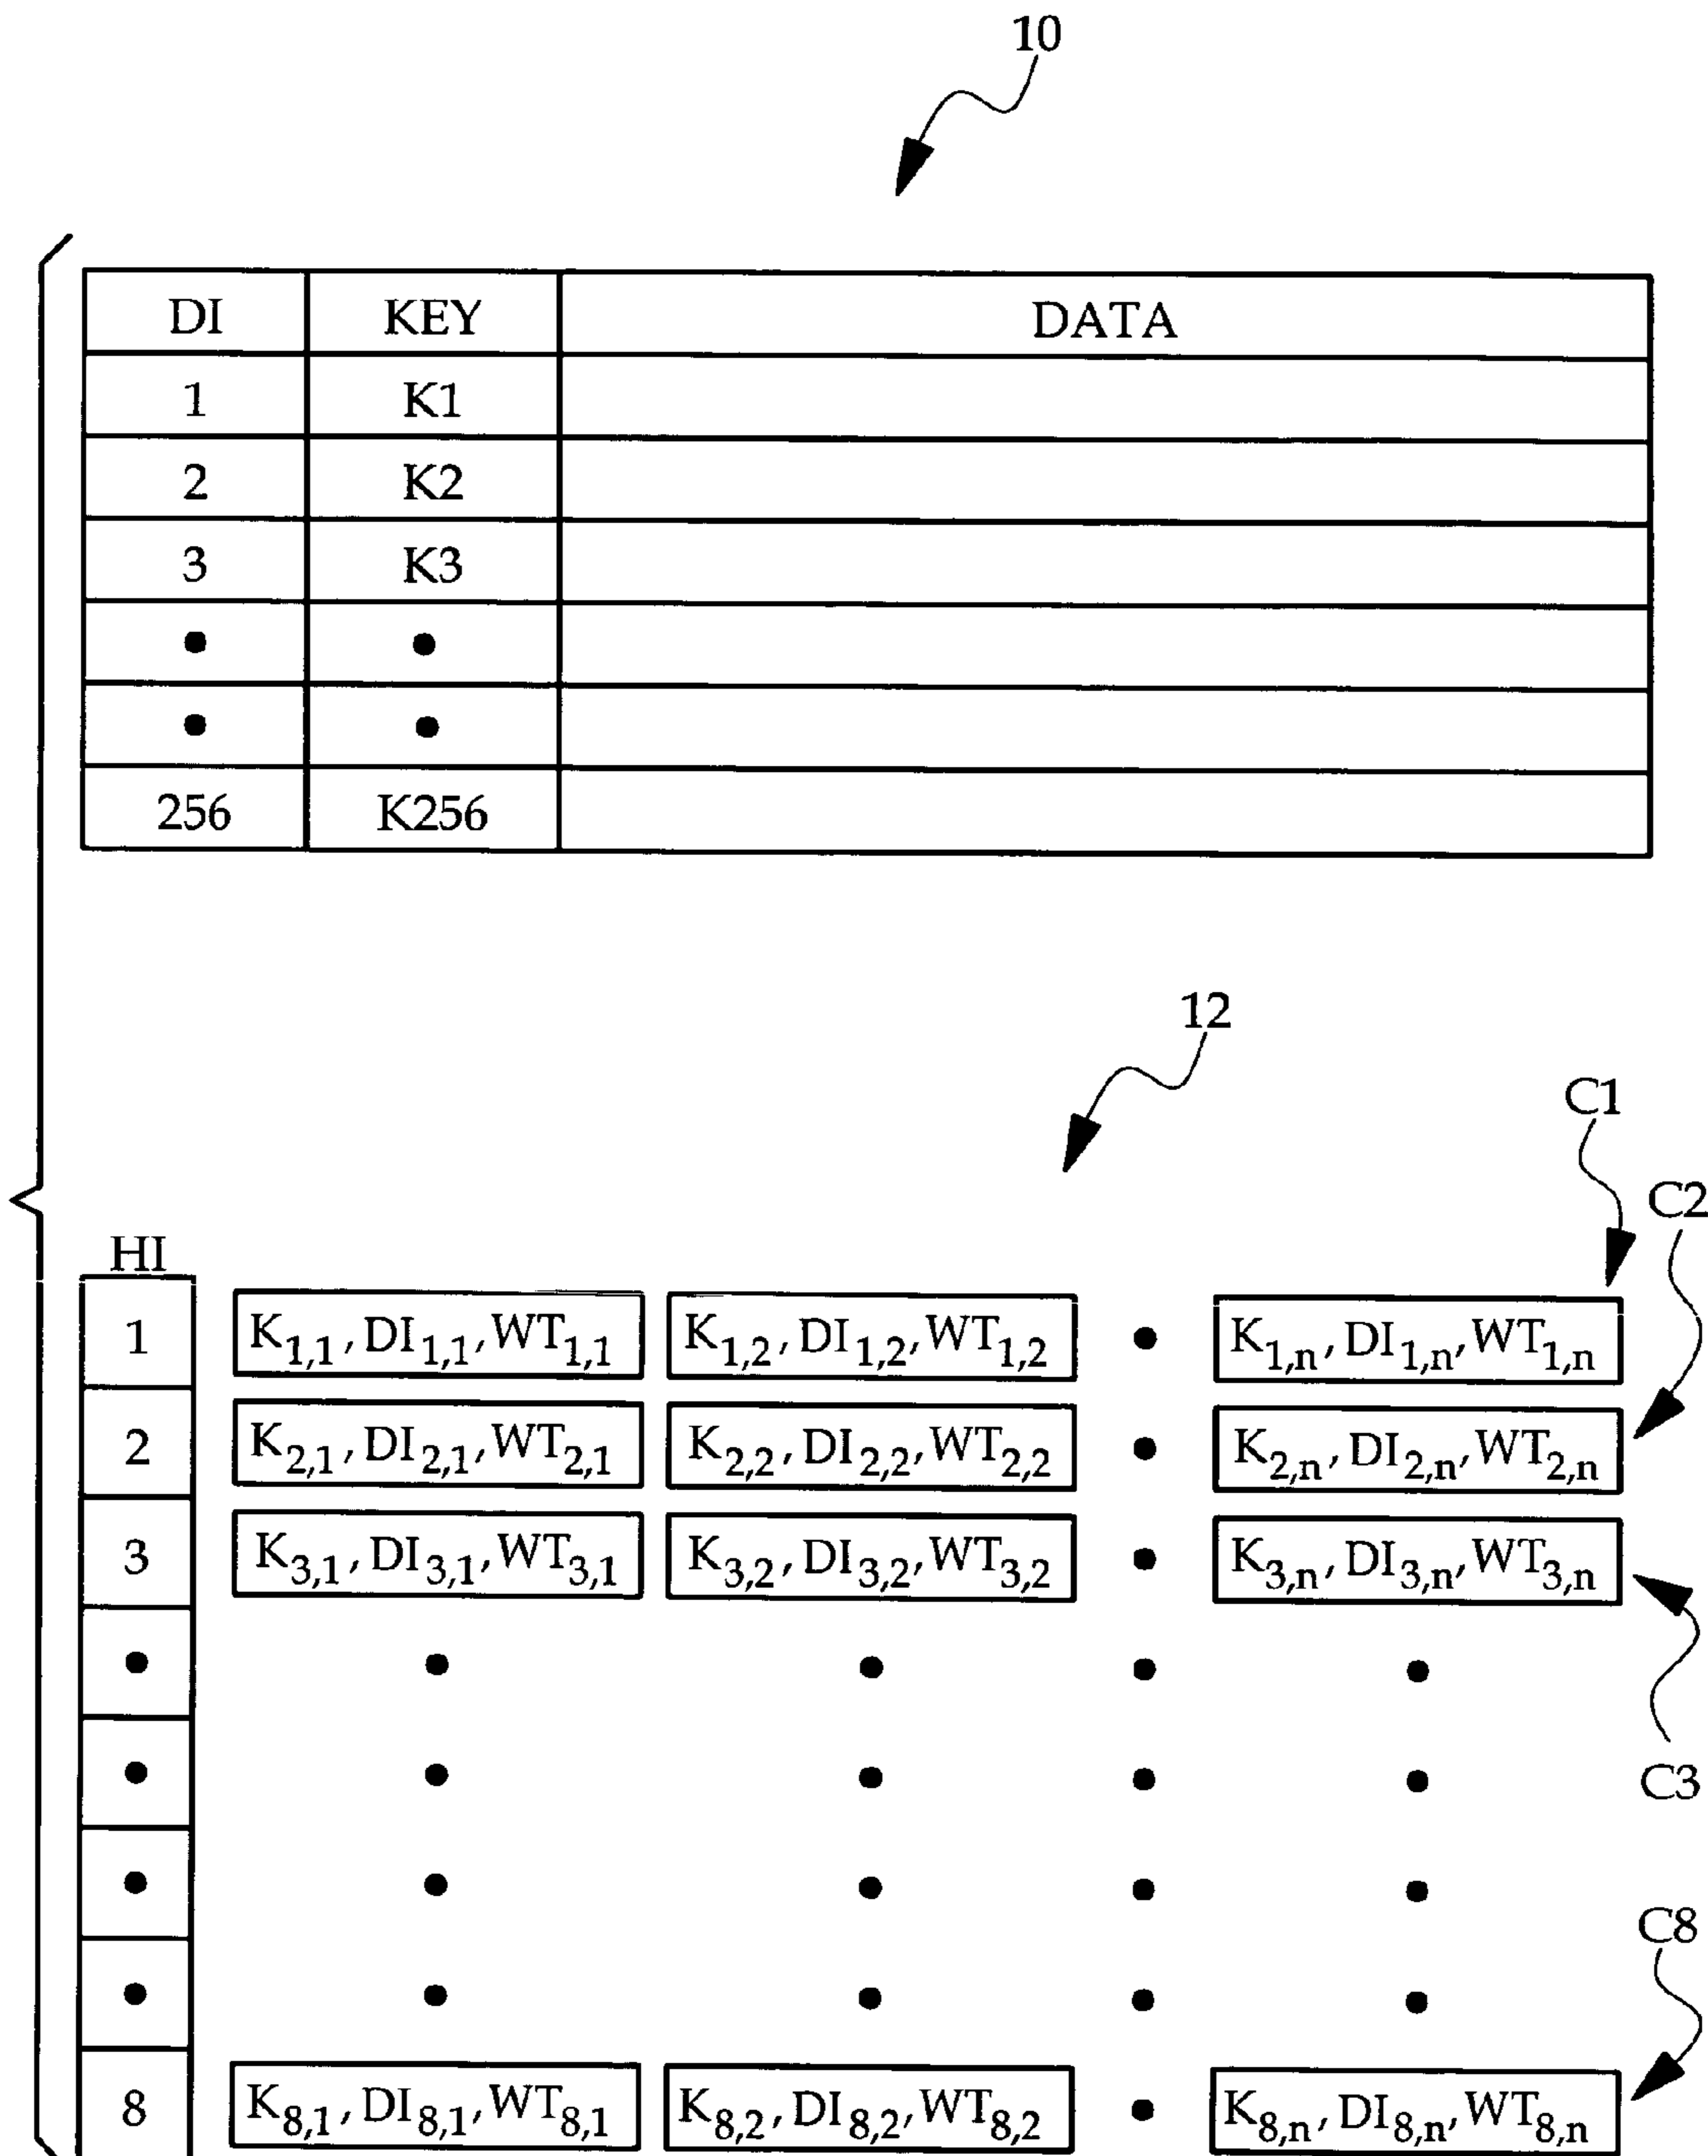 10
DI KEY DATA
1 K1
2 K2
3 K3
• •
• •
256 K256
12
C1
C2
HI
1 K1,1, DI1,1, WT1,1 K1,2, DI1,2, WT1,2 • K1,n, DI1,n, WT1,n
2 K2,1, DI2,1, WT2,1 K2,2, DI2,2, WT2,2 • K2,n, DI2,n, WT2,n
3 K3,1, DI3,1, WT3,1 K3,2, DI3,2, WT3,2 • K3,n, DI3,n, WT3,n
• • • • •
• • • • •
C3
• • • • •
C8
• • • • •
8 K8,1, DI8,1, WT8,1 K8,2, DI8,2, WT8,2 • K8,n, DI8,n, WT8,n